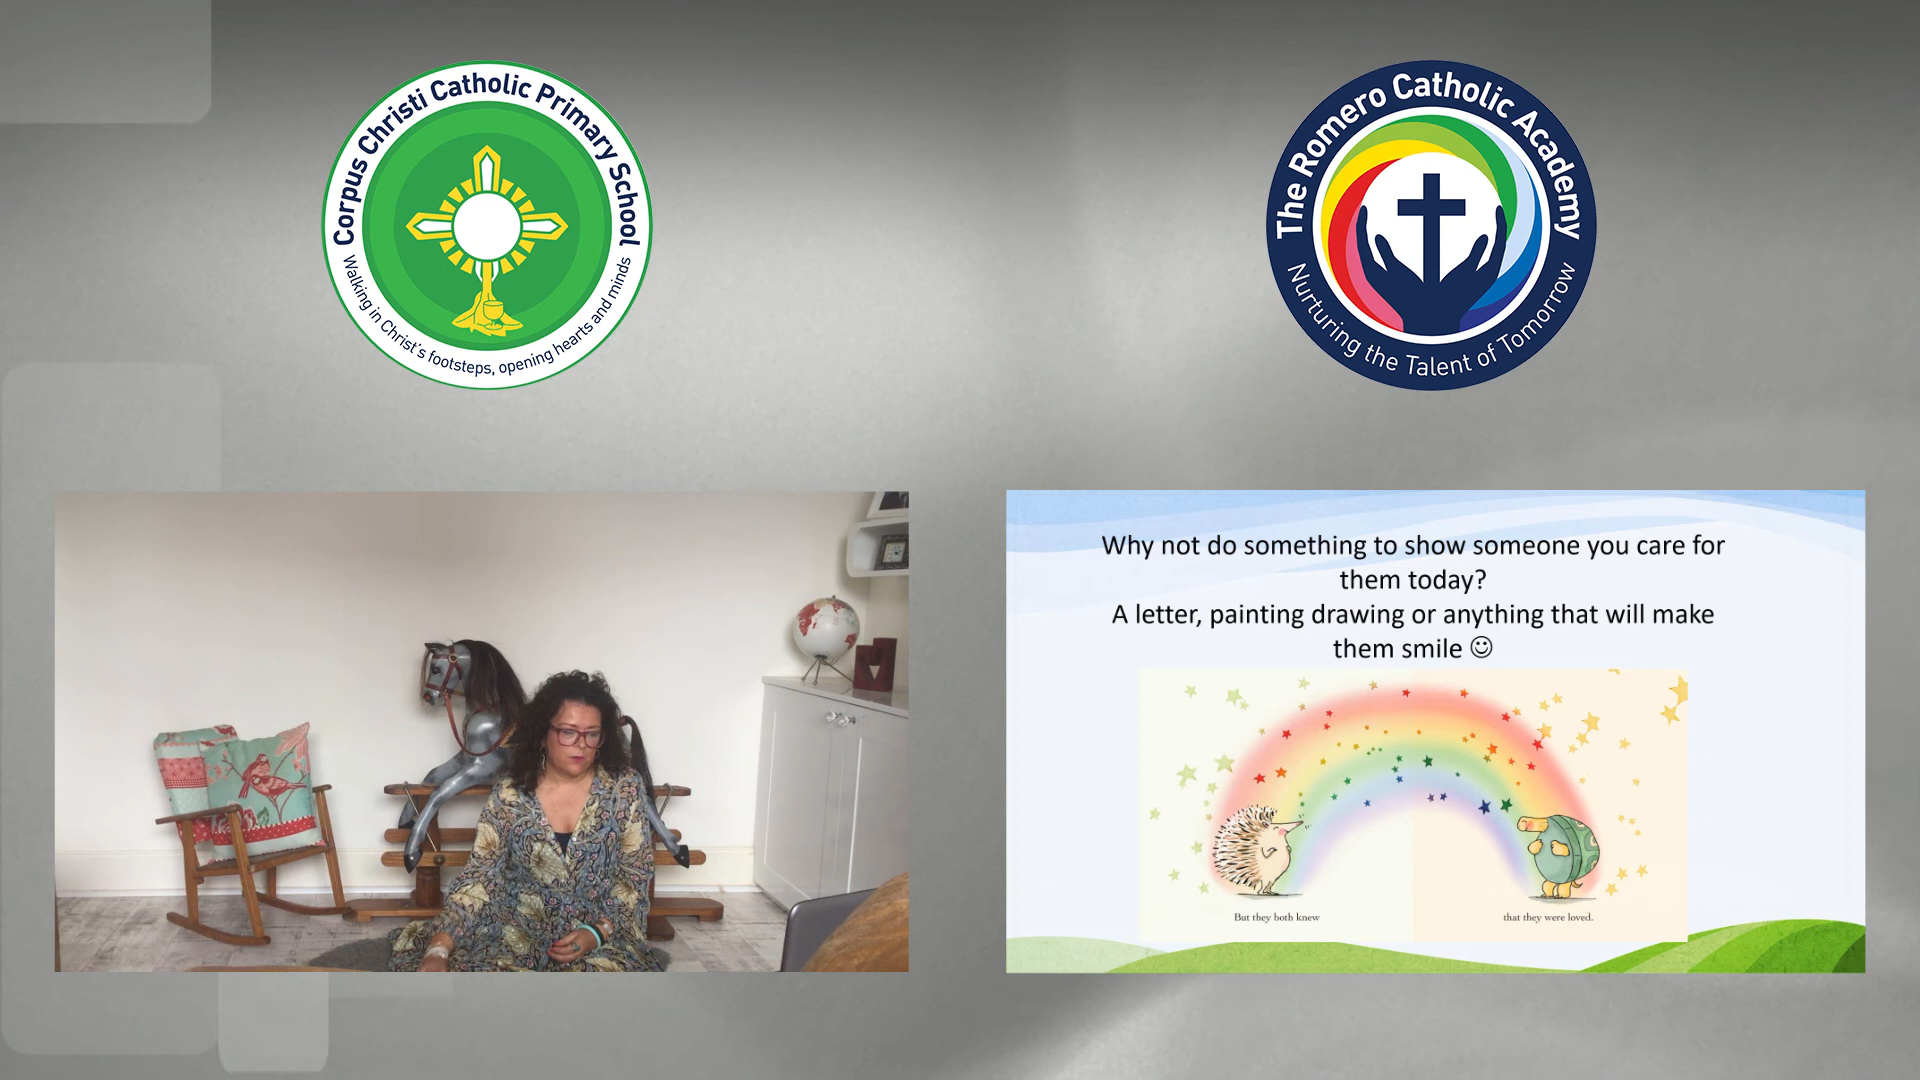 Corpus Christi Catholic Primary School
Walking in Christ's footsteps, opening hearts and minds
The Romero Catholic Academy
Nurturing the Talent of Tomorrow
Why not do something to show someone you care for
them today?
A letter, painting drawing or anything that will make
them smile ☺
But they both knew
that they were loved.